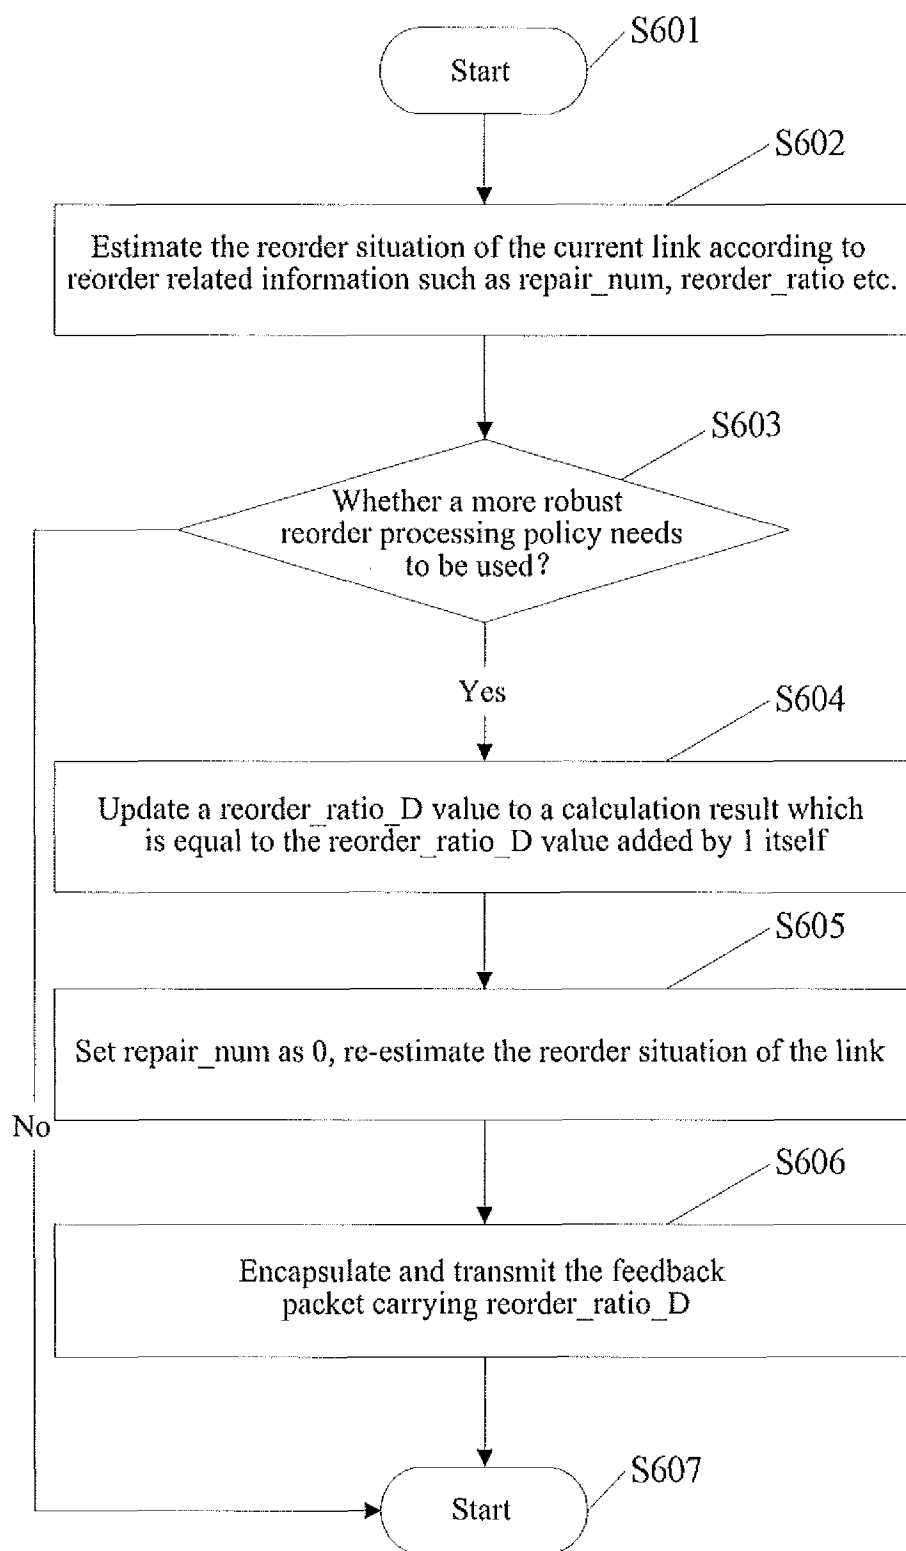 S601
Start
S602
Estimate the reorder situation of the current link according to
reorder related information such as repair_num, reorder_ratio etc.
S603
Whether a more robust
reorder processing policy needs
to be used?
Yes
S604
Update a reorder_ratio_D value to a calculation result which
is equal to the reorder_ratio_D value added by 1 itself
S605
Set repair_num as 0, re-estimate the reorder situation of the link
No
S606
Encapsulate and transmit the feedback
packet carrying reorder_ratio_D
S607
Start